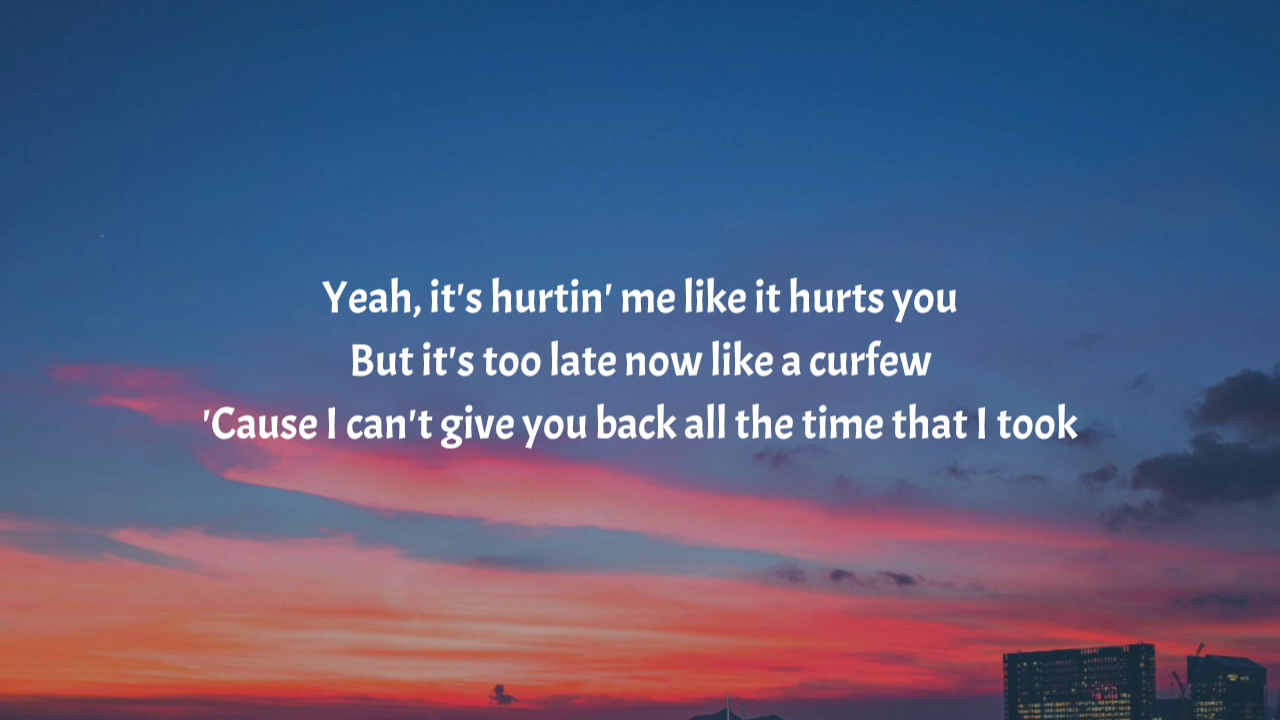 Yeah, it's hurtin' me like it hurts you
But it's too late now like a curfew
'Cause I can't give you back all the time that I took